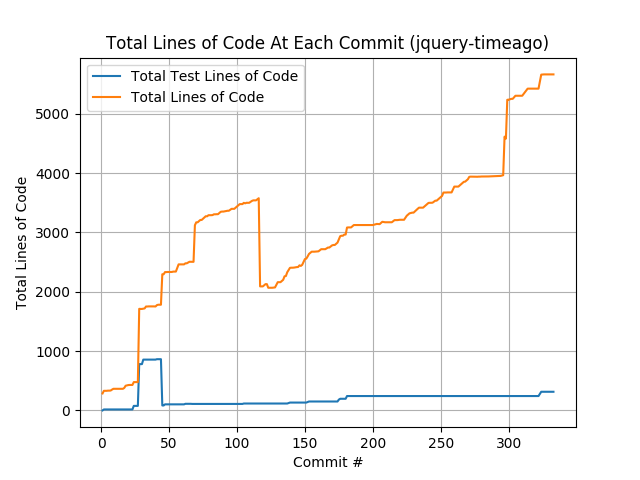 Total Lines of Code At Each Commit (jquery-timeago)
Total Test Lines of Code
Total Lines of Code
Total Lines of Code
5000
4000
3000
2000
1000
0
0
50
100
150
200
250
300
Commit #